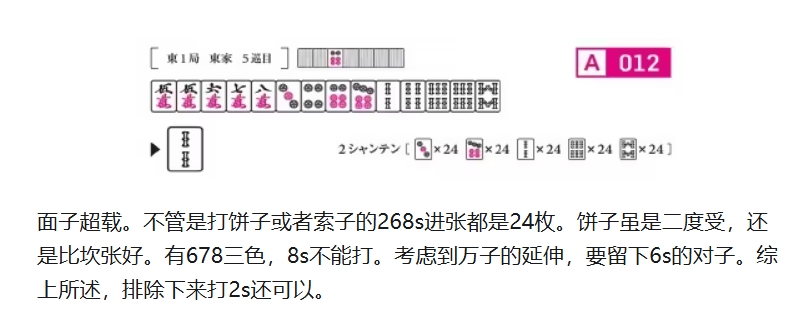 [ 東1局 東家 5巡目 ]
A 012
▶ 2シャンテン [ ×24 ×24 ×24 ×24 ×24 ]
面子超载。不管是打饼子或者索子的268s进张都是24枚。饼子虽是二度受，还
是比坎张好。有678三色，8s不能打。考虑到万子的延伸，要留下6s的对子。综
上所述，排除下来打2s还可以。